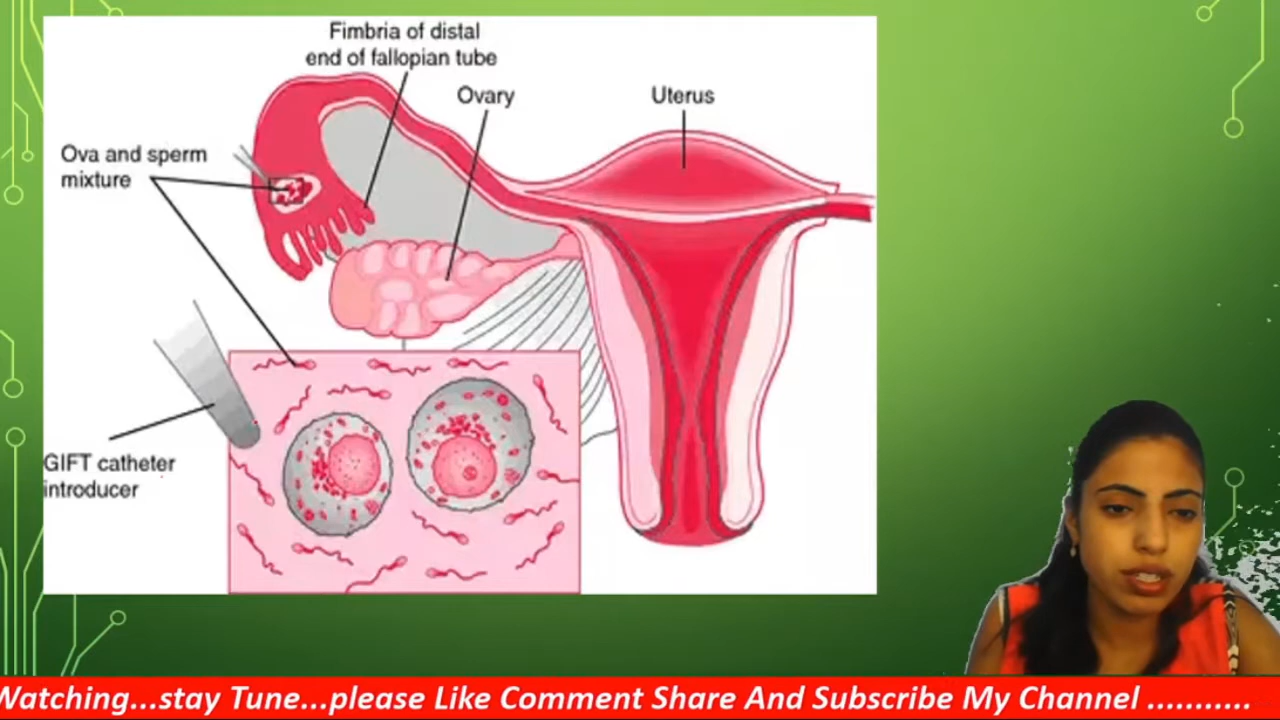 Fimbria of distal
end of fallopian tube
Ovary
Uterus
Ova and sperm
mixture
GIFT catheter
introducer
Watching...stay Tune...please Like Comment Share And Subscribe My Channel ...........